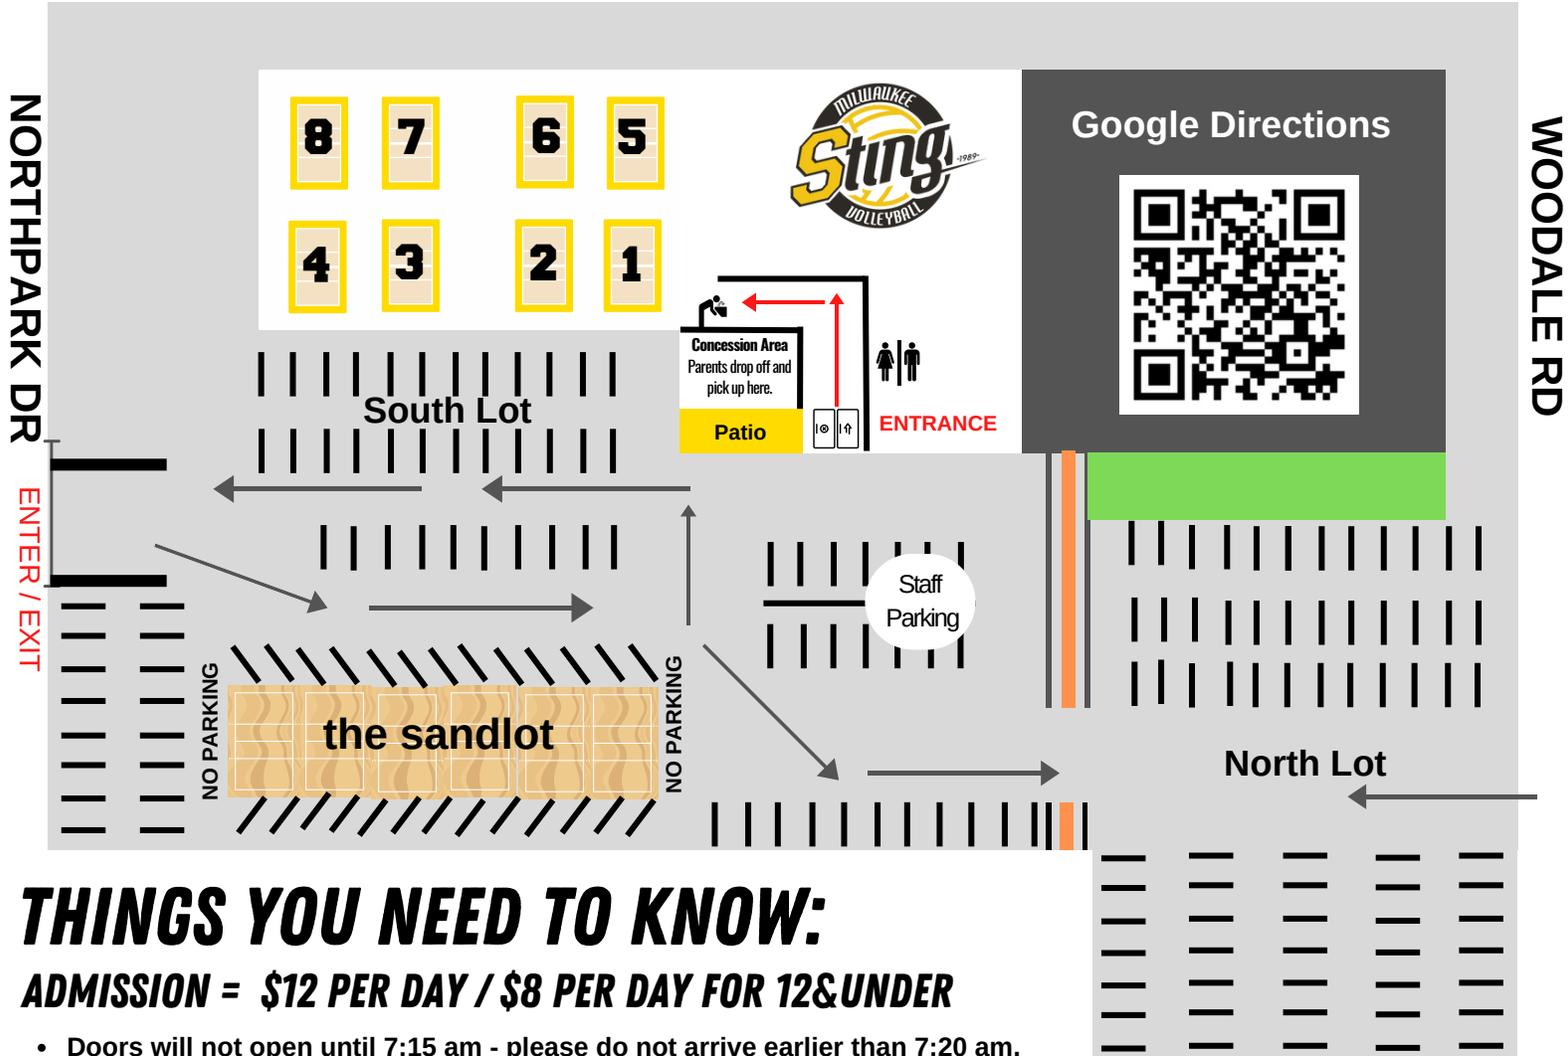 NORTHPARK DR
WOODALE RD
8
7
6
5
4
3
2
1
MILWAUKEE
Sting
-1989-
VOLLEYBALL
Google Directions
Concession Area
Parents drop off and
pick up here.
Patio
ENTRANCE
South Lot
ENTER / EXIT
Staff
Parking
NO PARKING
the sandlot
NO PARKING
North Lot
THINGS YOU NEED TO KNOW:
ADMISSION = $12 PER DAY / $8 PER DAY FOR 12&UNDER
• Doors will not open until 7:15 am - please do not arrive earlier than 7:20 am.